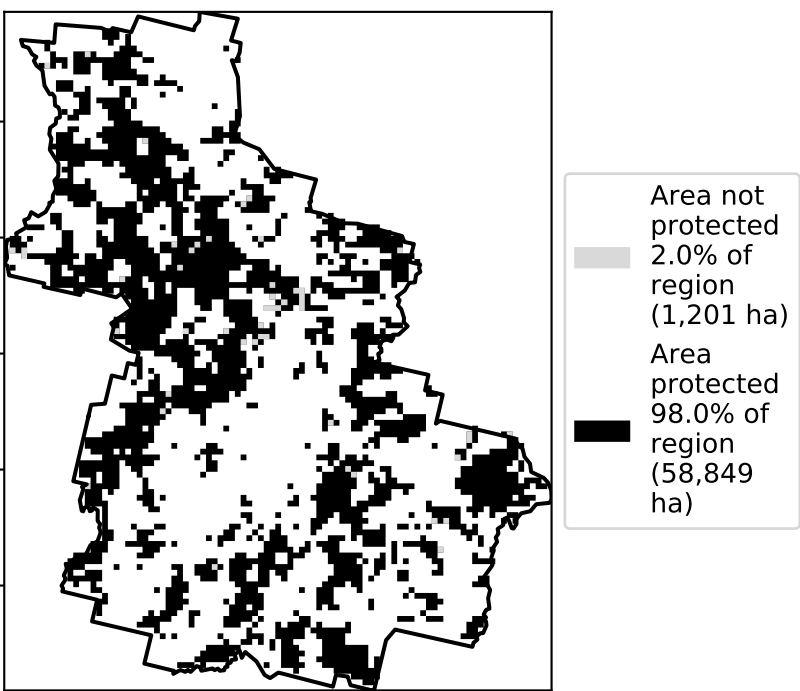 Area not
protected
2.0% of
region
(1,201 ha)
Area
protected
98.0% of
region
(58,849
ha)